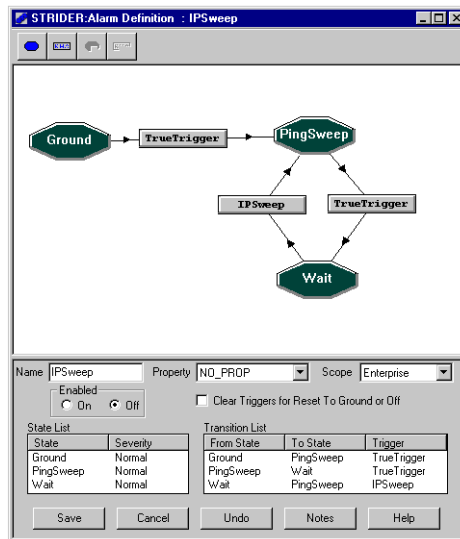 STRIDER:Alarm Definition : IPSweep
Ground
TrueTrigger
PingSweep
IPSweep
TrueTrigger
Wait
Name IPSweep Property NO_PROP Scope Enterprise
Enabled
On Off
Clear Triggers for Reset To Ground or Off
State List Transition List
State Severity From State To State Trigger
Ground Normal Ground PingSweep TrueTrigger
PingSweep Normal PingSweep Wait TrueTrigger
Wait Normal Wait PingSweep IPSweep
Save Cancel Undo Notes Help